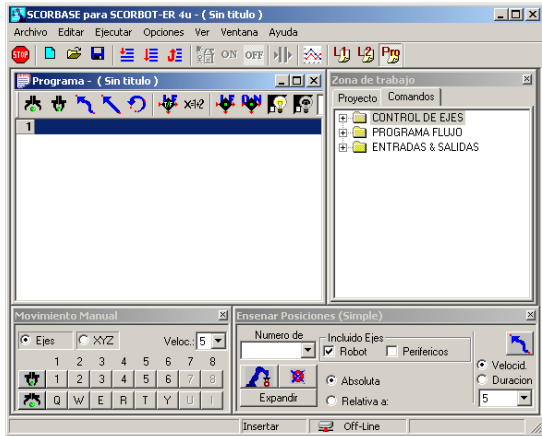 SCORBASE para SCORBOT-ER 4u - ( Sin titulo )
Archivo Editar Ejecutar Opciones Ver Ventana Ayuda
STOP ON OFF L1 L2 Prg
Programa - ( Sin titulo )
1
Zona de trabajo
Proyecto Comandos
CONTROL DE EJES
PROGRAMA FLUJO
ENTRADAS & SALIDAS
Movimiento Manual
Ejes XYZ Veloc.: 5
1 2 3 4 5 6 7 8
1 2 3 4 5 6 7 8
Q W E R T Y U I
Ensenar Posiciones (Simple)
Numero de
Incluido Ejes
Robot Perifericos
Expandir
Absoluta
Relativa a:
Velocid.
Duracion
5
Insertar Off-Line